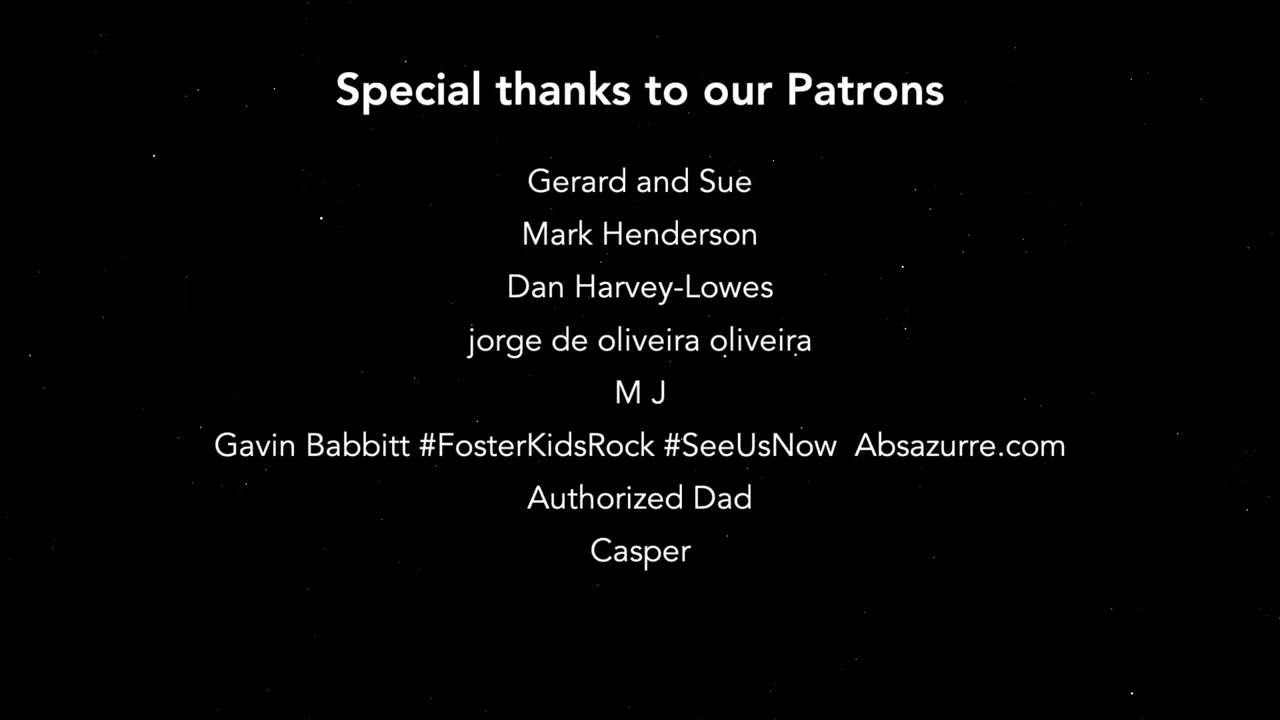 Special thanks to our Patrons
Gerard and Sue
Mark Henderson
Dan Harvey-Lowes
jorge de oliveira oliveira
M J
Gavin Babbitt #FosterKidsRock #SeeUsNow  Absazurre.com
Authorized Dad
Casper